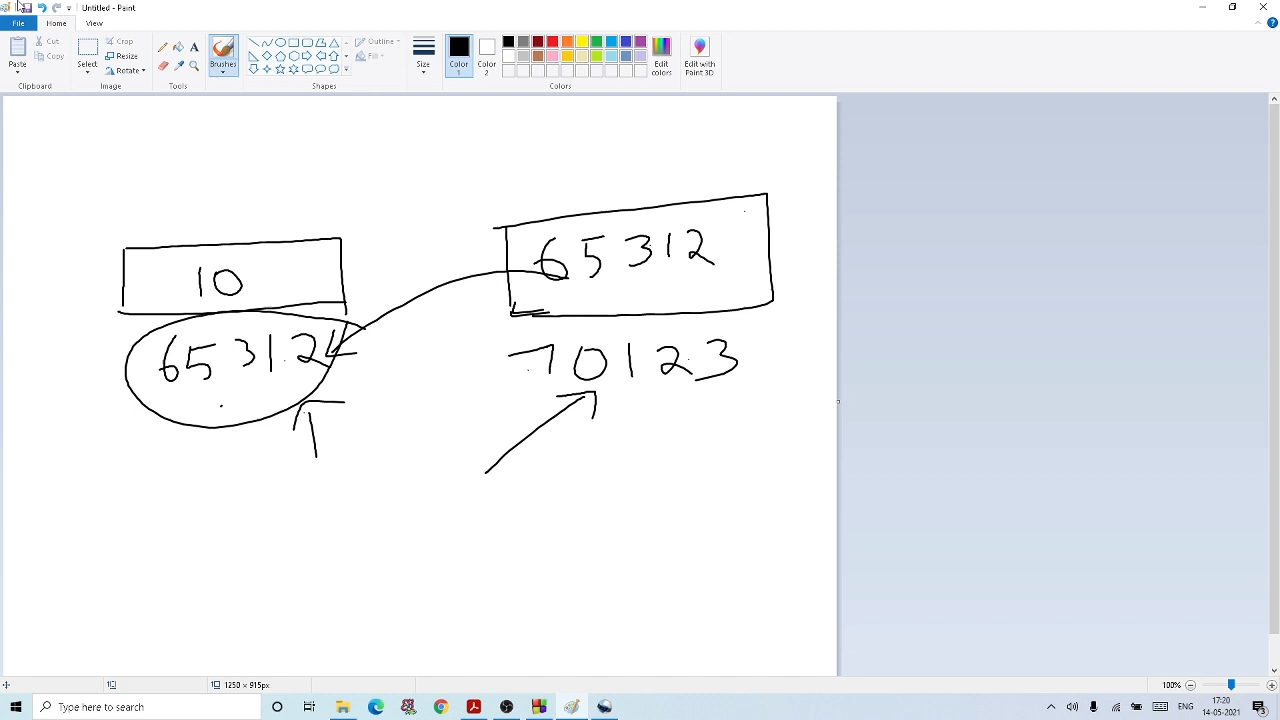 Untitled - Paint
File Home View
Paste Cut Copy Select Crop Resize Rotate Brushes Size Outline Fill Color 1 Color 2 Edit colors Edit with Paint 3D
Clipboard Image Tools Shapes Colors
10
65312
65312
70123
1250 × 915px 100%
Type here to search
ENG 17:20 14-05-2021